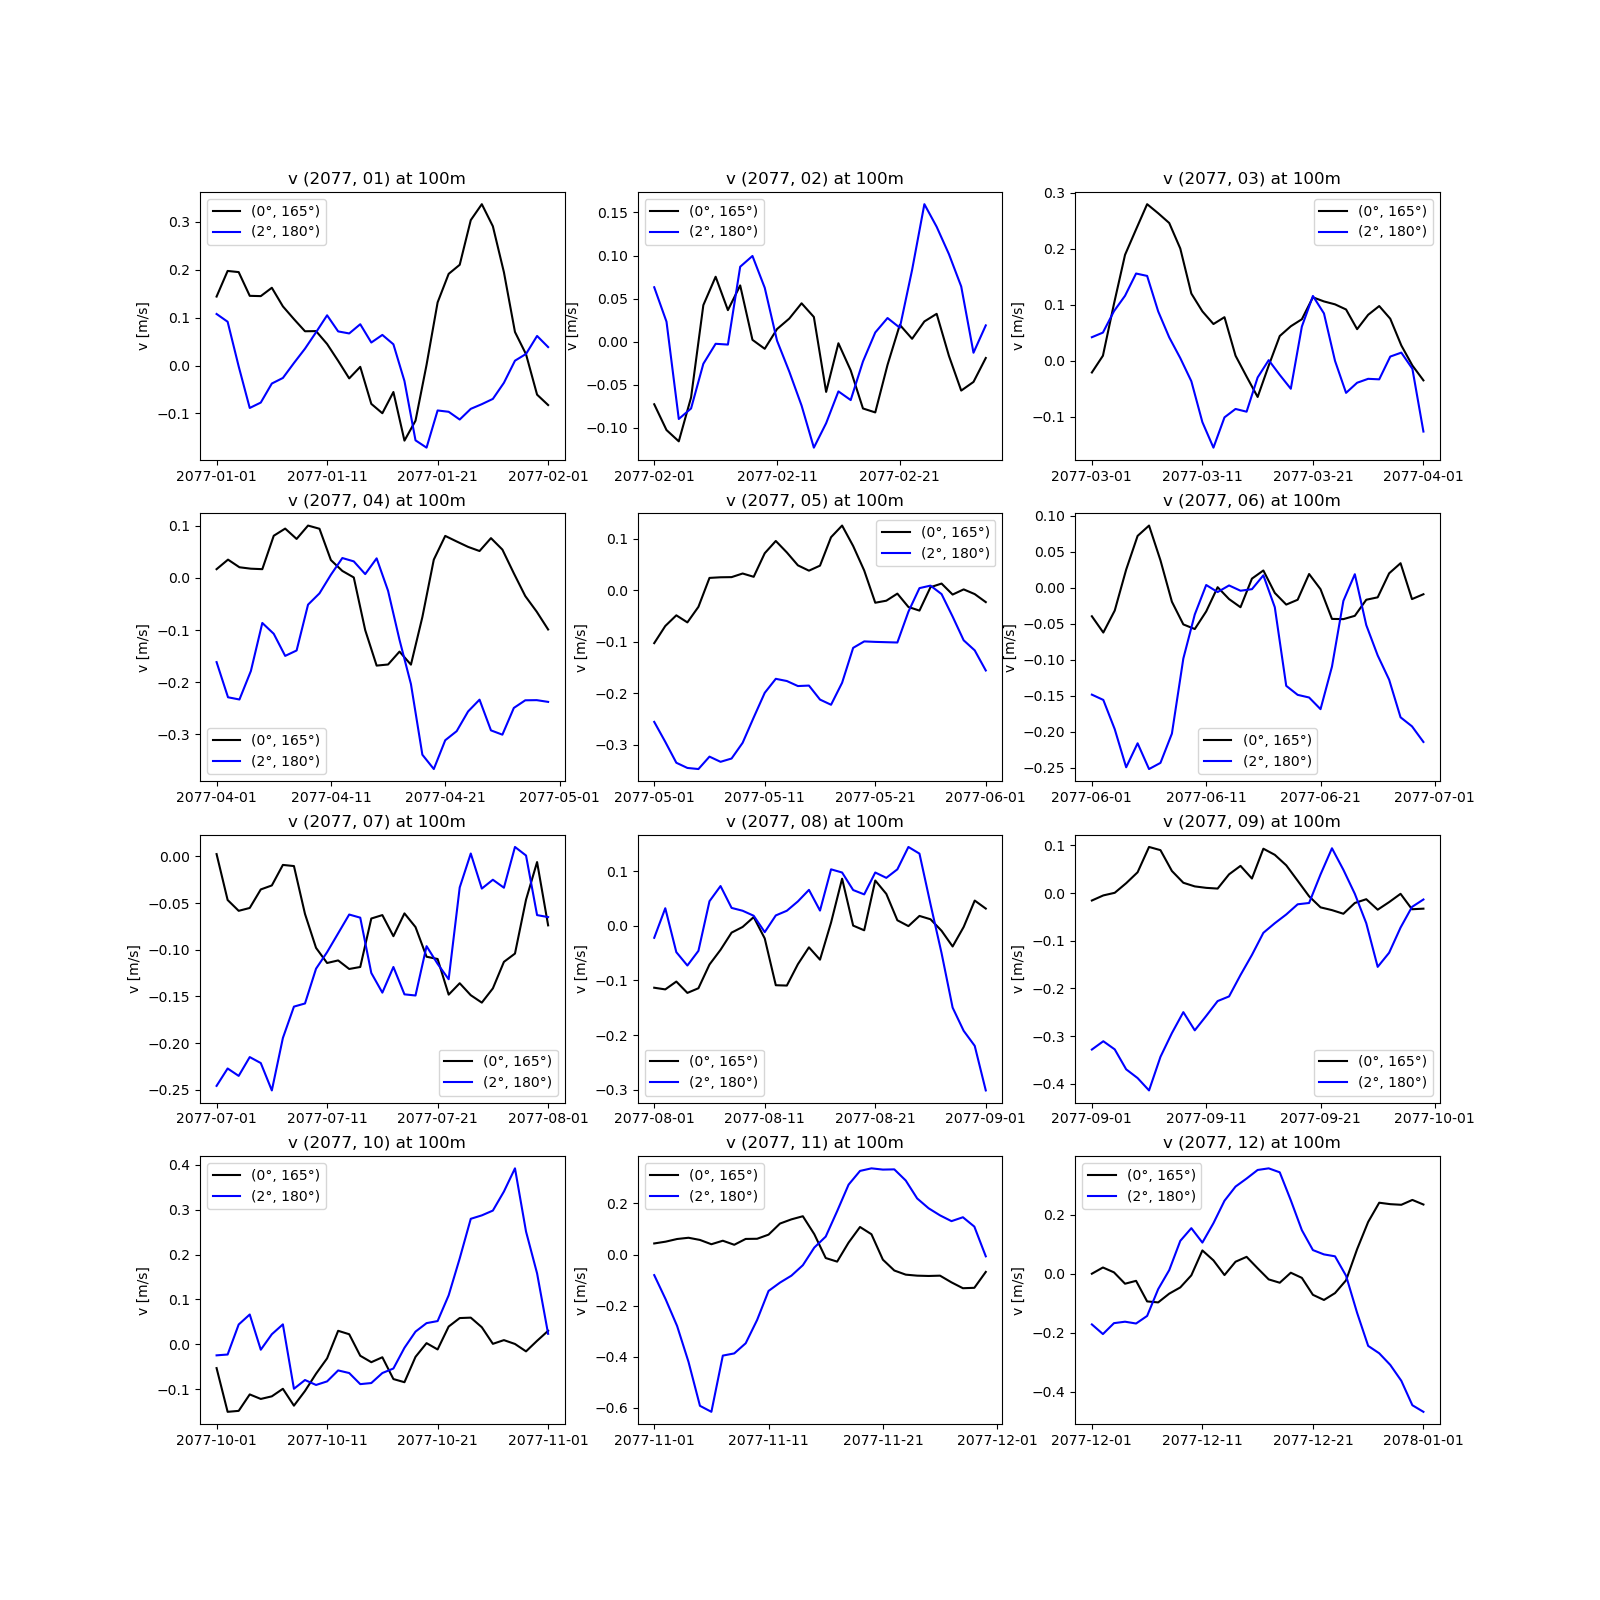 v (2077, 01) at 100m
v [m/s]
0.3
0.2
0.1
0.0
−0.1
(0°, 165°)
(2°, 180°)
2077-01-01 2077-01-11 2077-01-21 2077-02-01
v (2077, 02) at 100m
v [m/s]
0.15
0.10
0.05
0.00
−0.05
−0.10
(0°, 165°)
(2°, 180°)
2077-02-01 2077-02-11 2077-02-21
v (2077, 03) at 100m
v [m/s]
0.3
0.2
0.1
0.0
−0.1
(0°, 165°)
(2°, 180°)
2077-03-01 2077-03-11 2077-03-21 2077-04-01
v (2077, 04) at 100m
v [m/s]
0.1
0.0
−0.1
−0.2
−0.3
(0°, 165°)
(2°, 180°)
2077-04-01 2077-04-11 2077-04-21 2077-05-01
v (2077, 05) at 100m
v [m/s]
0.1
0.0
−0.1
−0.2
−0.3
(0°, 165°)
(2°, 180°)
2077-05-01 2077-05-11 2077-05-21 2077-06-01
v (2077, 06) at 100m
v [m/s]
0.10
0.05
0.00
−0.05
−0.10
−0.15
−0.20
−0.25
(0°, 165°)
(2°, 180°)
2077-06-01 2077-06-11 2077-06-21 2077-07-01
v (2077, 07) at 100m
v [m/s]
0.00
−0.05
−0.10
−0.15
−0.20
−0.25
(0°, 165°)
(2°, 180°)
2077-07-01 2077-07-11 2077-07-21 2077-08-01
v (2077, 08) at 100m
v [m/s]
0.1
0.0
−0.1
−0.2
−0.3
(0°, 165°)
(2°, 180°)
2077-08-01 2077-08-11 2077-08-21 2077-09-01
v (2077, 09) at 100m
v [m/s]
0.1
0.0
−0.1
−0.2
−0.3
−0.4
(0°, 165°)
(2°, 180°)
2077-09-01 2077-09-11 2077-09-21 2077-10-01
v (2077, 10) at 100m
v [m/s]
0.4
0.3
0.2
0.1
0.0
−0.1
(0°, 165°)
(2°, 180°)
2077-10-01 2077-10-11 2077-10-21 2077-11-01
v (2077, 11) at 100m
v [m/s]
0.2
0.0
−0.2
−0.4
−0.6
(0°, 165°)
(2°, 180°)
2077-11-01 2077-11-11 2077-11-21 2077-12-01
v (2077, 12) at 100m
v [m/s]
0.2
0.0
−0.2
−0.4
(0°, 165°)
(2°, 180°)
2077-12-01 2077-12-11 2077-12-21 2078-01-01